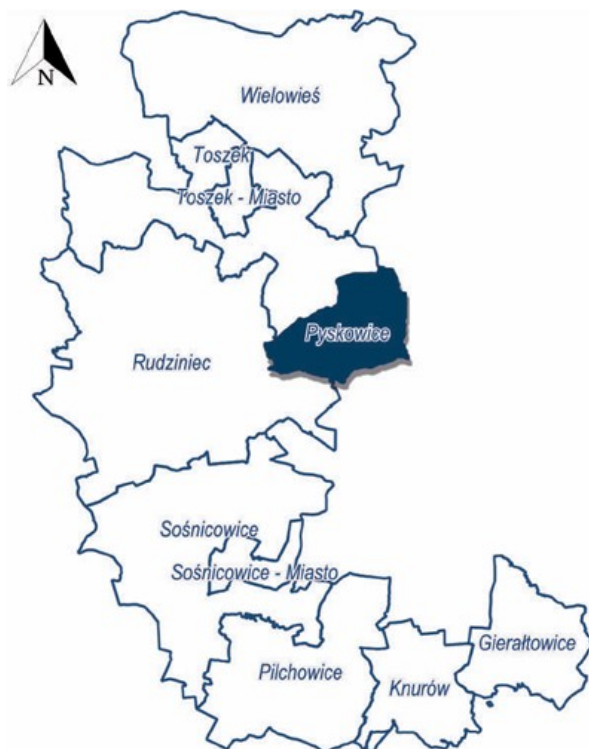 N
Wielowieś
Toszek
Toszek - Miasto
Pyskowice
Rudziniec
Sośnicowice
Sośnicowice - Miasto
Gierałtowice
Pilchowice
Knurów